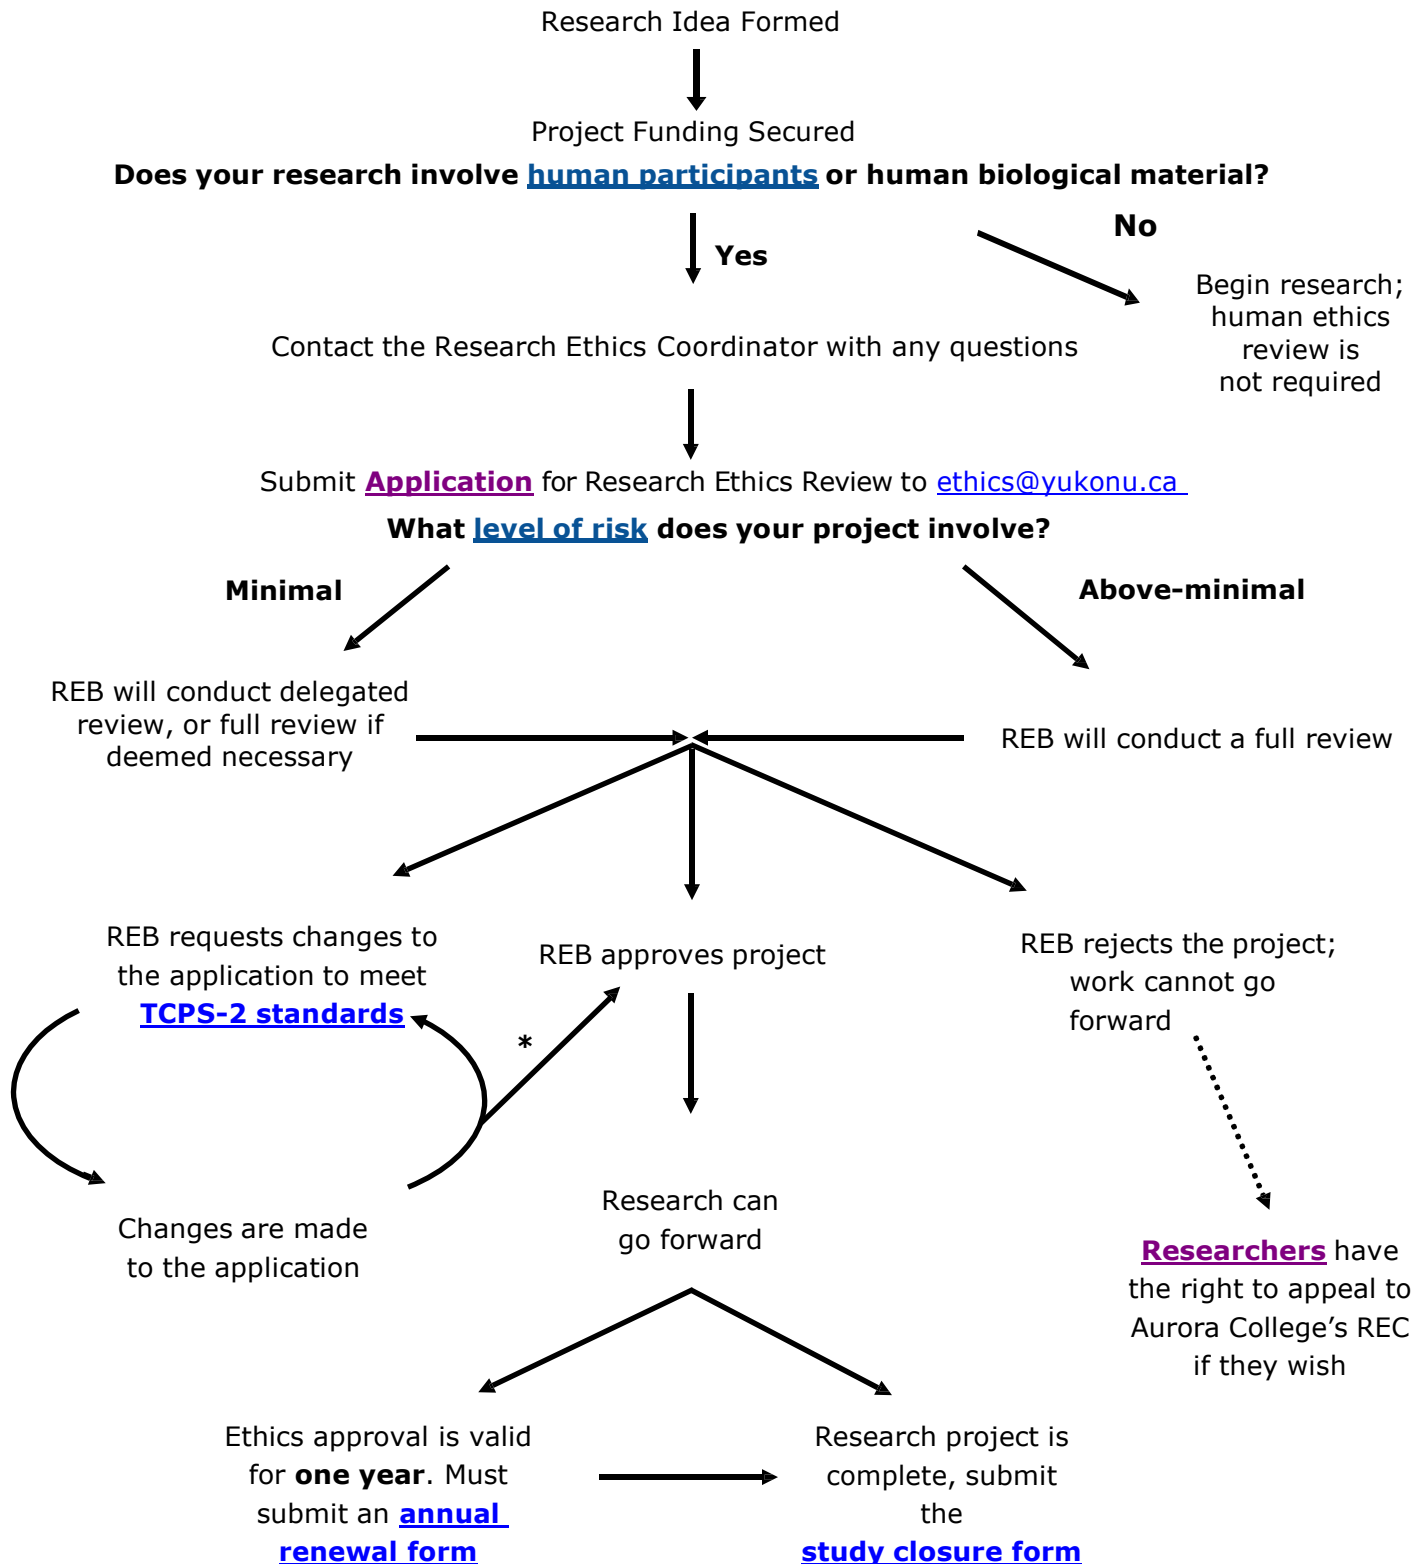 Research Idea Formed
Project Funding Secured
Does your research involve human participants or human biological material?
No
Yes
Begin research;
human ethics
review is
not required
Contact the Research Ethics Coordinator with any questions
Submit Application for Research Ethics Review to ethics@yukonu.ca
What level of risk does your project involve?
Minimal
Above-minimal
REB will conduct delegated
review, or full review if
deemed necessary
REB will conduct a full review
REB requests changes to
the application to meet
TCPS-2 standards
REB approves project
REB rejects the project;
work cannot go
forward
*
Changes are made
to the application
Research can
go forward
Researchers have
the right to appeal to
Aurora College’s REC
if they wish
Ethics approval is valid
for one year. Must
submit an annual
renewal form
Research project is
complete, submit
the
study closure form